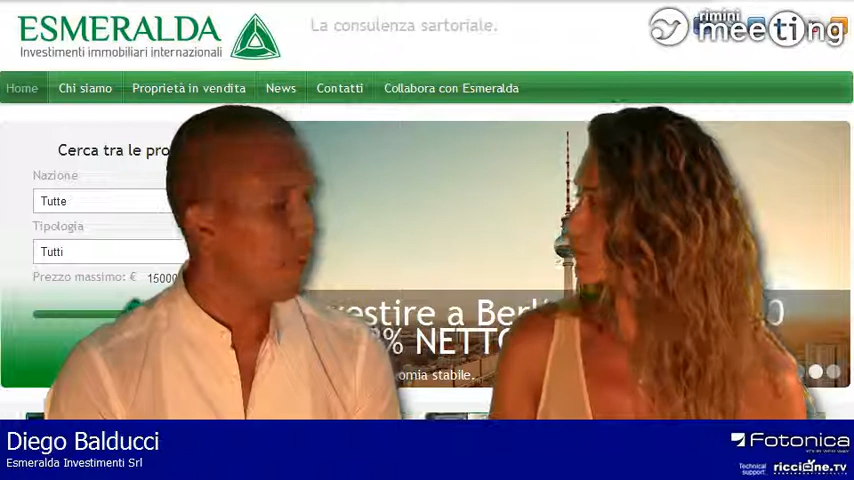 ESMERALDA
Investimenti immobiliari internazionali
La consulenza sartoriale.
rimini
meeting
Home
Chi siamo
Proprietà in vendita
News
Contatti
Collabora con Esmeralda
Cerca tra le pro
Nazione
Tutte
Tipologia
Tutti
Prezzo massimo: €
15000
vestire a Berl
% NETTO
omia stabile.
Diego Balducci
Esmeralda Investimenti Srl
Fotonica
Technical
support:
riccione.tv